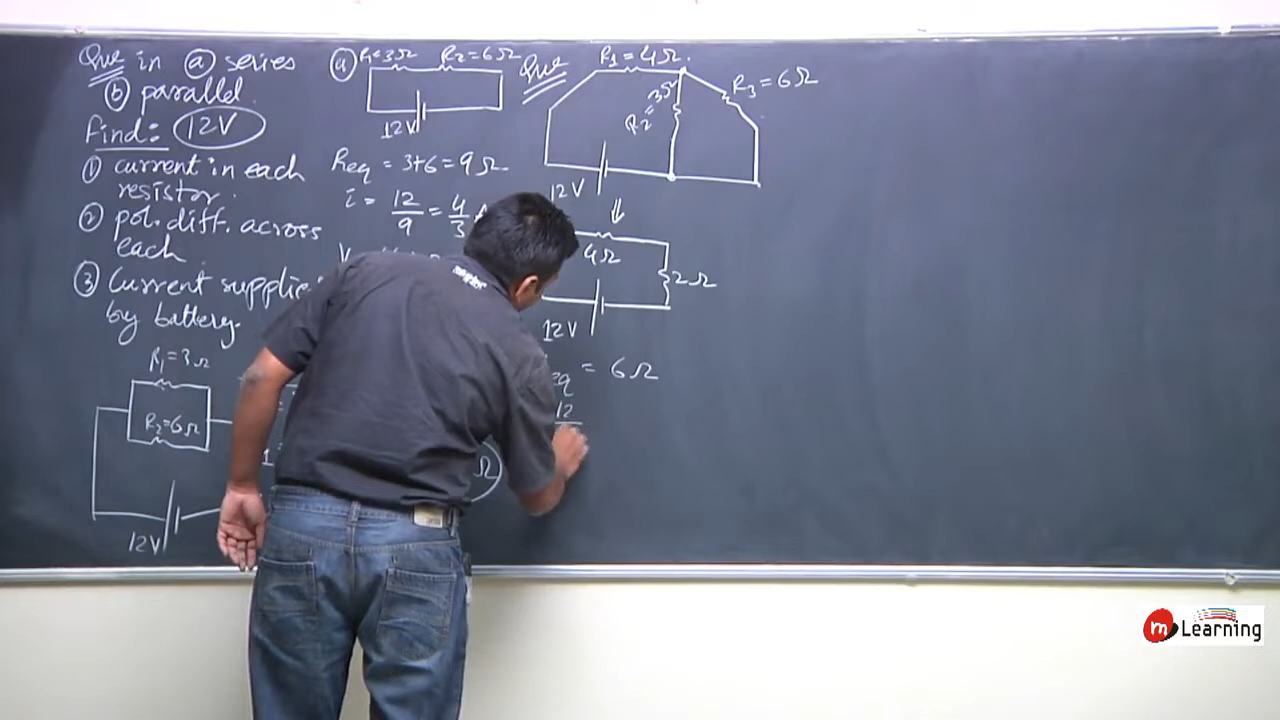 Que in ⓐ series
ⓑ parallel.
Find: 12V
① current in each
resistor.
② pot. diff. across
each.
③ Current supplie
by battery.
R1 = 3Ω
R2 = 6Ω
12V
ⓐ R1 = 3Ω R2 = 6Ω
12V
Req = 3+6 = 9Ω
i = 12/9 = 4/3
Ω
Que R1 = 4Ω.
R2 = 3Ω
R3 = 6Ω
12V
⇓
4Ω
2Ω
12V
eq = 6Ω
12
m Learning